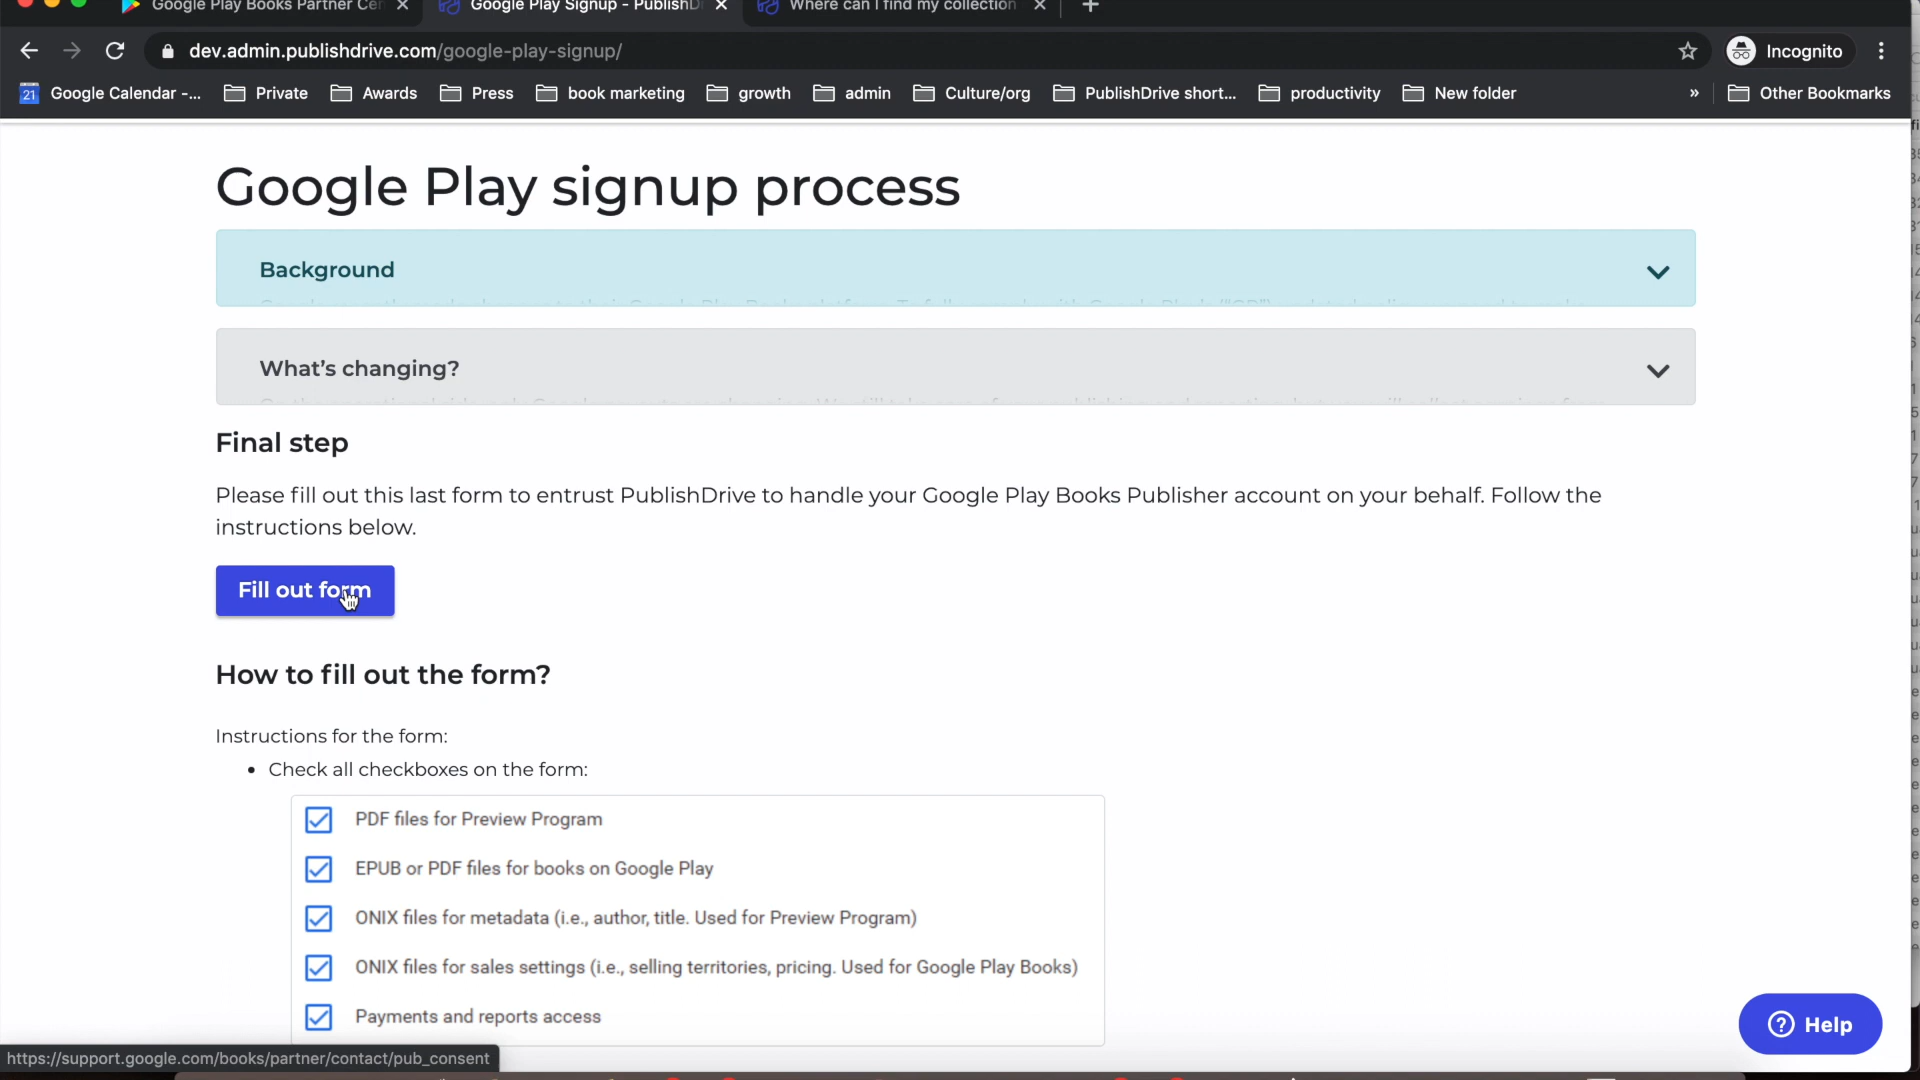 Google Play Books Partner Cen
Google Play Signup - PublishD
Where can I find my collection
dev.admin.publishdrive.com/google-play-signup/
Incognito
21
Google Calendar -...
Private
Awards
Press
book marketing
growth
admin
Culture/org
PublishDrive short...
productivity
New folder
»
Other Bookmarks
Google Play signup process
Background
What's changing?
Final step
Please fill out this last form to entrust PublishDrive to handle your Google Play Books Publisher account on your behalf. Follow the
instructions below.
Fill out form
How to fill out the form?
Instructions for the form:
• Check all checkboxes on the form:
PDF files for Preview Program
EPUB or PDF files for books on Google Play
ONIX files for metadata (i.e., author, title. Used for Preview Program)
ONIX files for sales settings (i.e., selling territories, pricing. Used for Google Play Books)
Payments and reports access
? Help
https://support.google.com/books/partner/contact/pub_consent